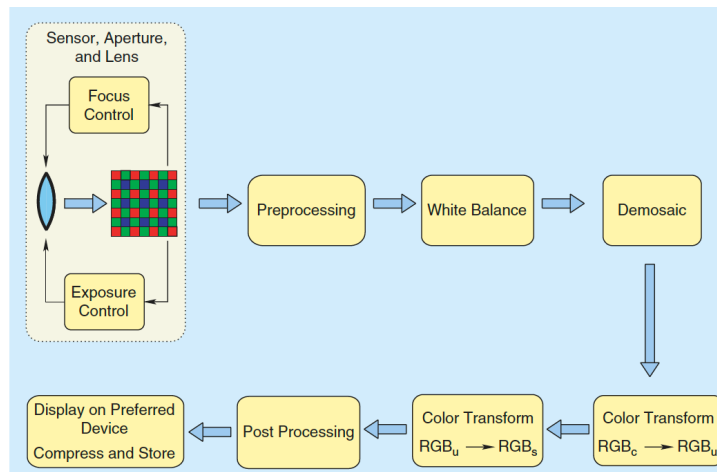 Sensor, Aperture,
and Lens
Focus
Control
Exposure
Control
Preprocessing
White Balance
Demosaic
Color Transform
RGBc → RGBu
Color Transform
RGBu → RGBs
Post Processing
Display on Preferred
Device
Compress and Store